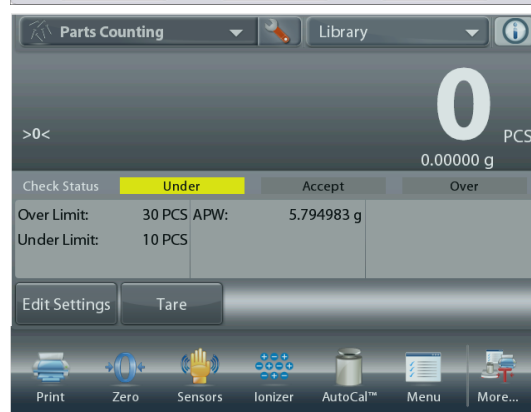 Parts Counting Library
0 PCS
>0<
0.00000 g
Check Status Under Accept Over
Over Limit: 30 PCS APW: 5.794983 g
Under Limit: 10 PCS
Edit Settings Tare
Print Zero Sensors Ionizer AutoCal™ Menu More...